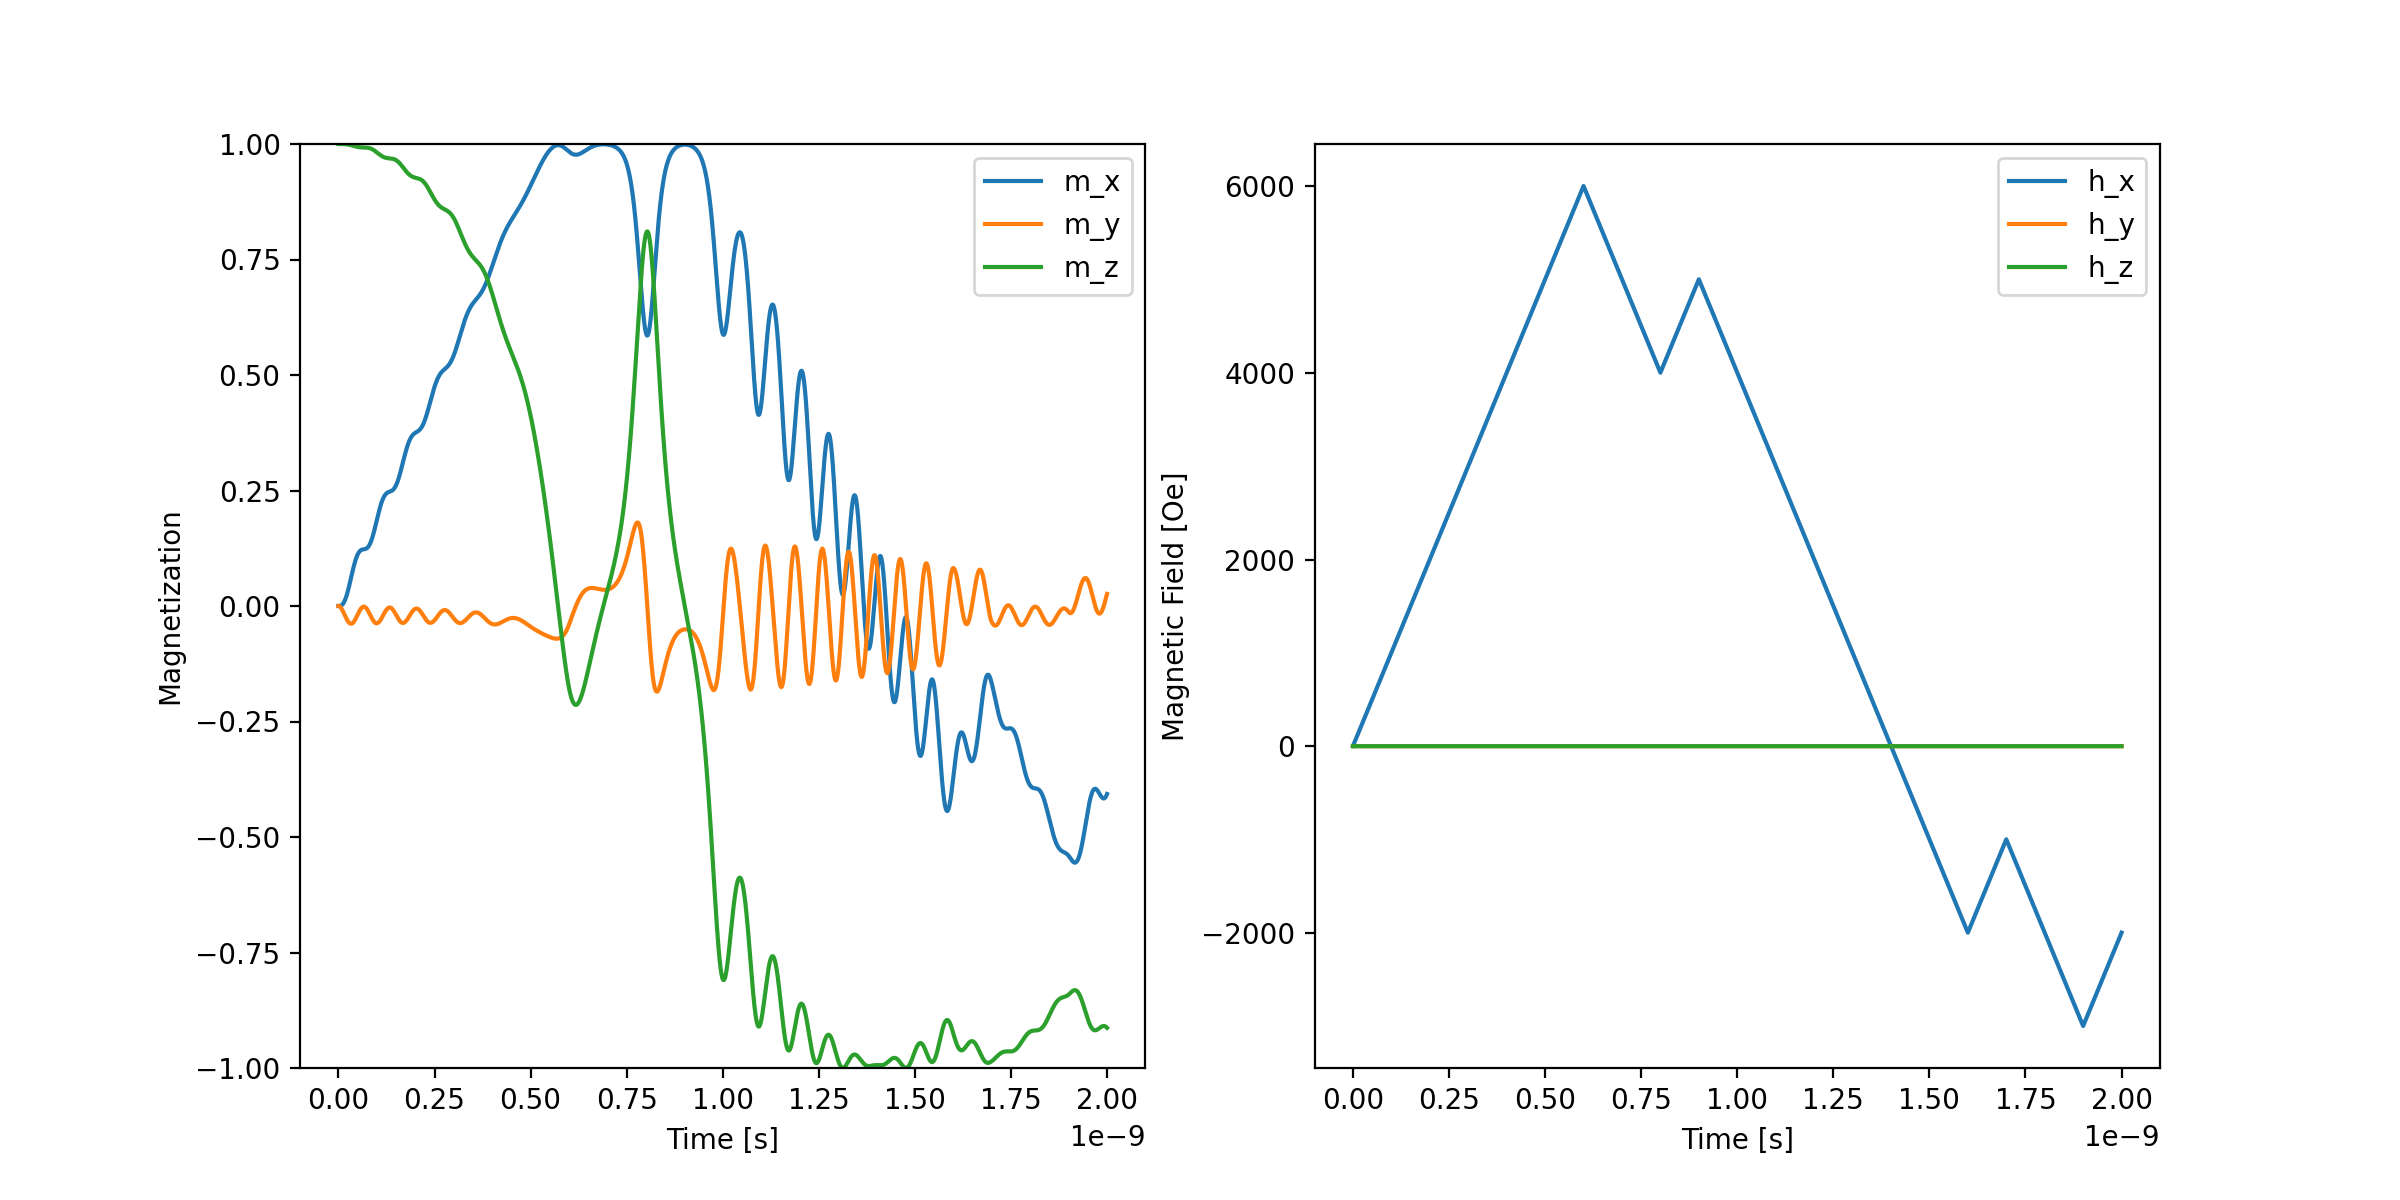 Magnetization
1.00
0.75
0.50
0.25
0.00
−0.25
−0.50
−0.75
−1.00
m_x
m_y
m_z
0.00 0.25 0.50 0.75 1.00 1.25 1.50 1.75 2.00
Time [s]
1e−9
Magnetic Field [Oe]
6000
4000
2000
0
−2000
h_x
h_y
h_z
0.00 0.25 0.50 0.75 1.00 1.25 1.50 1.75 2.00
Time [s]
1e−9